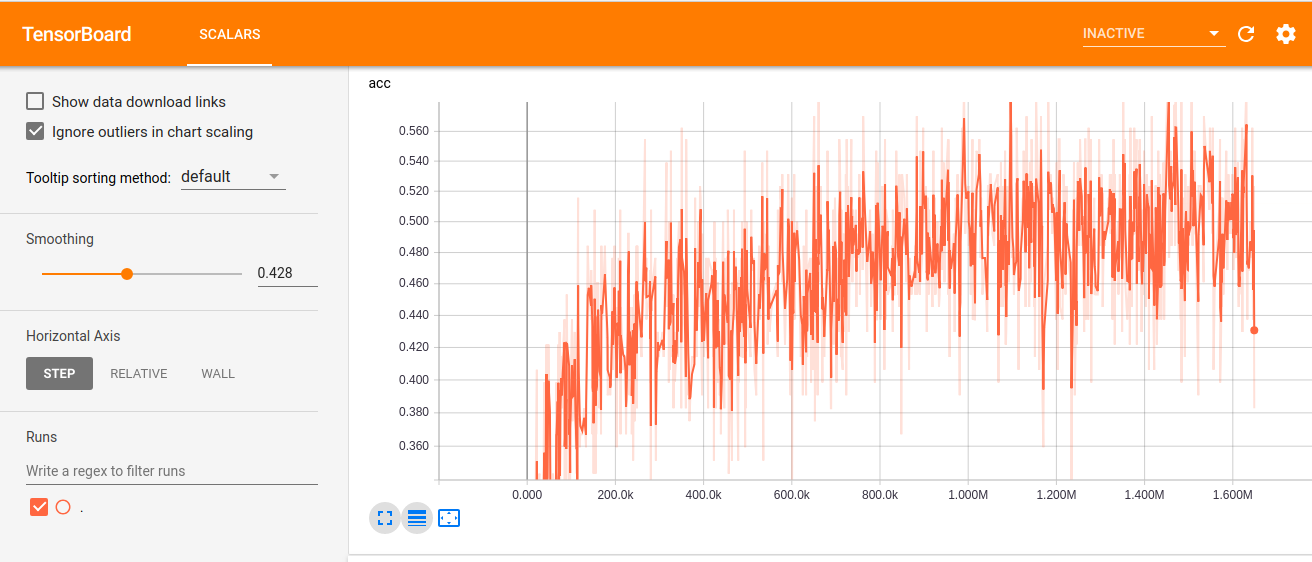 TensorBoard SCALARS INACTIVE
Show data download links
Ignore outliers in chart scaling
Tooltip sorting method: default
Smoothing
0.428
Horizontal Axis
STEP RELATIVE WALL
Runs
Write a regex to filter runs
.
acc
0.560
0.540
0.520
0.500
0.480
0.460
0.440
0.420
0.400
0.380
0.360
0.000 200.0k 400.0k 600.0k 800.0k 1.000M 1.200M 1.400M 1.600M